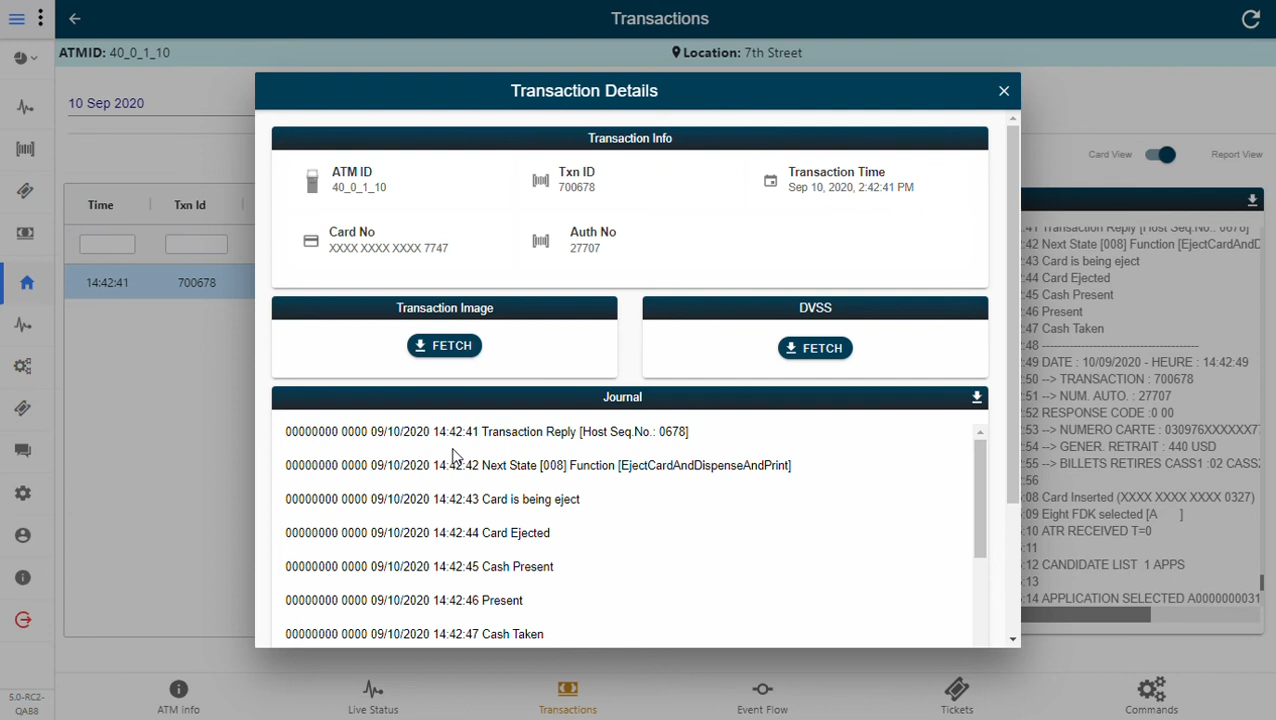 Transactions
ATMID: 40_0_1_10
Location: 7th Street
10 Sep 2020
Card View
Report View
Time
Txn Id
14:42:41
700678
Transaction Details
Transaction Info
ATM ID
40_0_1_10
Txn ID
700678
Transaction Time
Sep 10, 2020, 2:42:41 PM
Card No
XXXX XXXX XXXX 7747
Auth No
27707
Transaction Image
FETCH
DVSS
FETCH
Journal
00000000 0000 09/10/2020 14:42:41 Transaction Reply [Host Seq.No.: 0678]
00000000 0000 09/10/2020 14:42:42 Next State [008] Function [EjectCardAndDispenseAndPrint]
00000000 0000 09/10/2020 14:42:43 Card is being eject
00000000 0000 09/10/2020 14:42:44 Card Ejected
00000000 0000 09/10/2020 14:42:45 Cash Present
00000000 0000 09/10/2020 14:42:46 Present
00000000 0000 09/10/2020 14:42:47 Cash Taken
:41 Transaction Reply [Host Seq.No.: 0678]
:42 Next State [008] Function [EjectCardAndD
:43 Card is being eject
:44 Card Ejected
:45 Cash Present
:46 Present
:47 Cash Taken
:48 ----------------------------------------
:49 DATE : 10/09/2020 - HEURE : 14:42:49
:50 --> TRANSACTION : 700678
:51 --> NUM. AUTO. : 27707
:52 RESPONSE CODE :0 00
:53 --> NUMERO CARTE : 030976XXXXXX7
:54 --> GENER. RETRAIT : 440 USD
:55 --> BILLETS RETIRES CASS1 :02 CASS
:56
:08 Card Inserted (XXXX XXXX XXXX 0327)
:09 Eight FDK selected [A ]
:10 ATR RECEIVED T=0
:11
:12 CANDIDATE LIST 1 APPS
:13
:14 APPLICATION SELECTED A0000000031
5.0-RC2-
QAB8
ATM info
Live Status
Transactions
Event Flow
Tickets
Commands